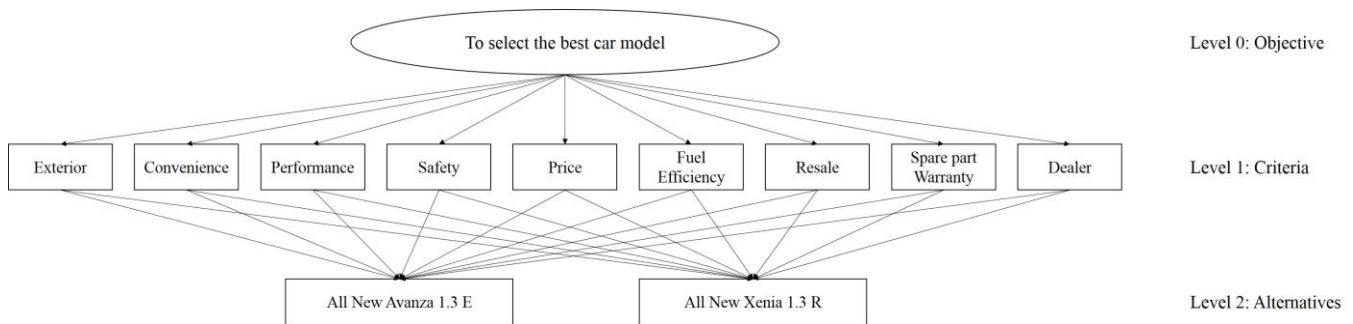 To select the best car model
Level 0: Objective
Exterior
Convenience
Performance
Safety
Price
Fuel
Efficiency
Resale
Spare part
Warranty
Dealer
Level 1: Criteria
All New Avanza 1.3 E
All New Xenia 1.3 R
Level 2: Alternatives